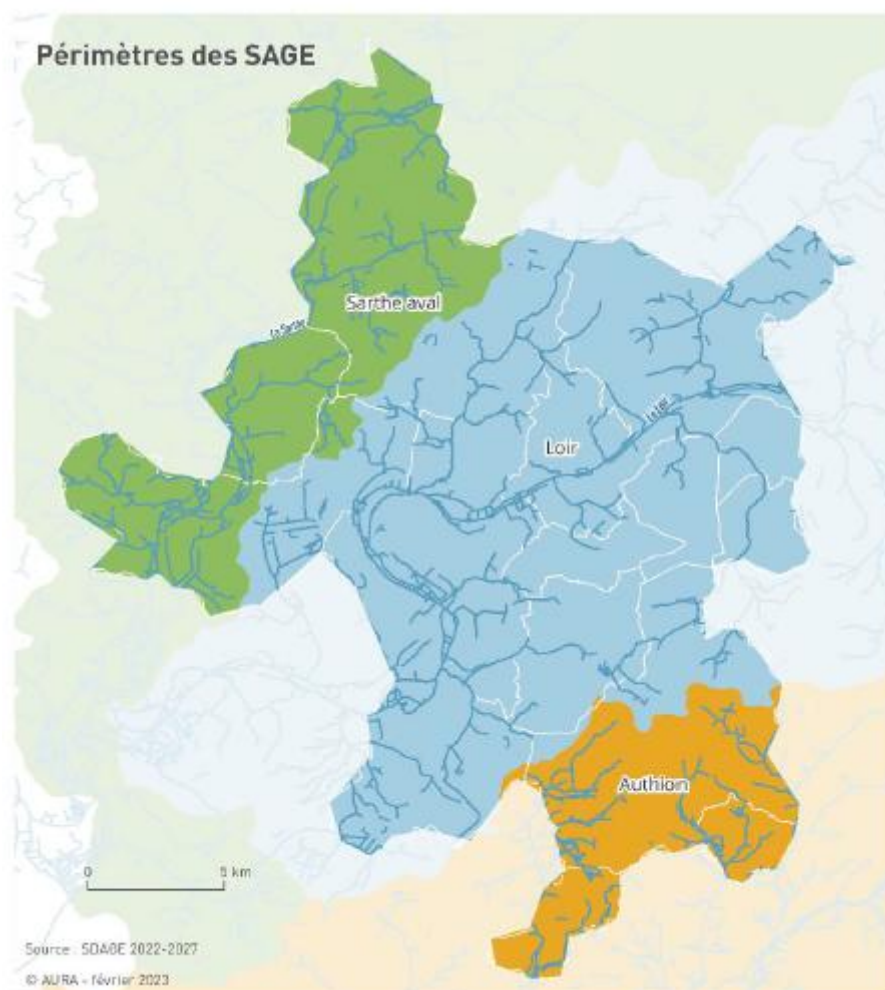 Périmètres des SAGE
Sarthe aval
La Sarthe
Le Loir
Loir
Authion
0 5 km
Source : SDAGE 2022-2027
© AURA - février 2023